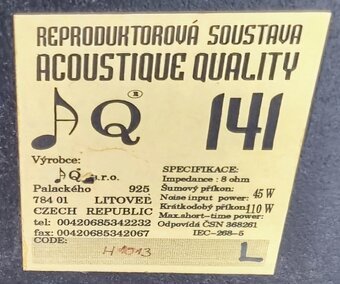 REPRODUKTOROVÁ SOUSTAVA
ACOUSTIQUE QUALITY
AQ ® 141
Výrobce:
AQ s.r.o.
Palackého 925
784 01 LITOVEL
CZECH REPUBLIC
tel: 00420685342232
fax: 00420685342067
CODE:
H 1013
SPECIFIKACE:
Impedance : 8 ohm
Šumový příkon:
Noise input power: 45 W
Krátkodobý příkon: 110 W
Max.short-time power:
Odpovídá ČSN 368261
IEC-268-5
L